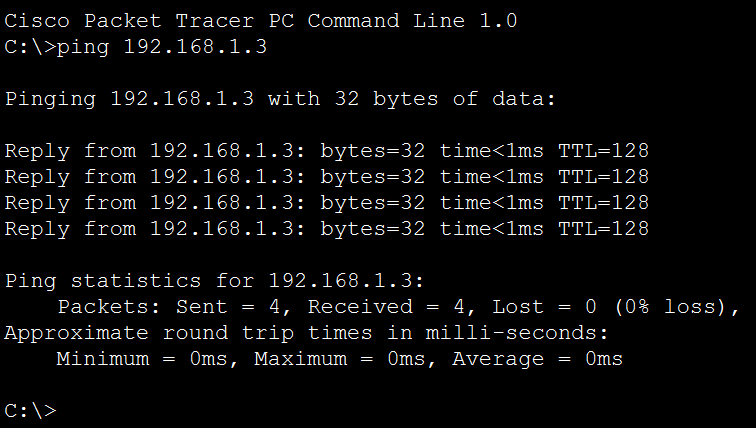 Cisco Packet Tracer PC Command Line 1.0
C:\>ping 192.168.1.3
Pinging 192.168.1.3 with 32 bytes of data:
Reply from 192.168.1.3: bytes=32 time<1ms TTL=128
Reply from 192.168.1.3: bytes=32 time<1ms TTL=128
Reply from 192.168.1.3: bytes=32 time<1ms TTL=128
Reply from 192.168.1.3: bytes=32 time<1ms TTL=128
Ping statistics for 192.168.1.3:
    Packets: Sent = 4, Received = 4, Lost = 0 (0% loss),
Approximate round trip times in milli-seconds:
    Minimum = 0ms, Maximum = 0ms, Average = 0ms
C:\>